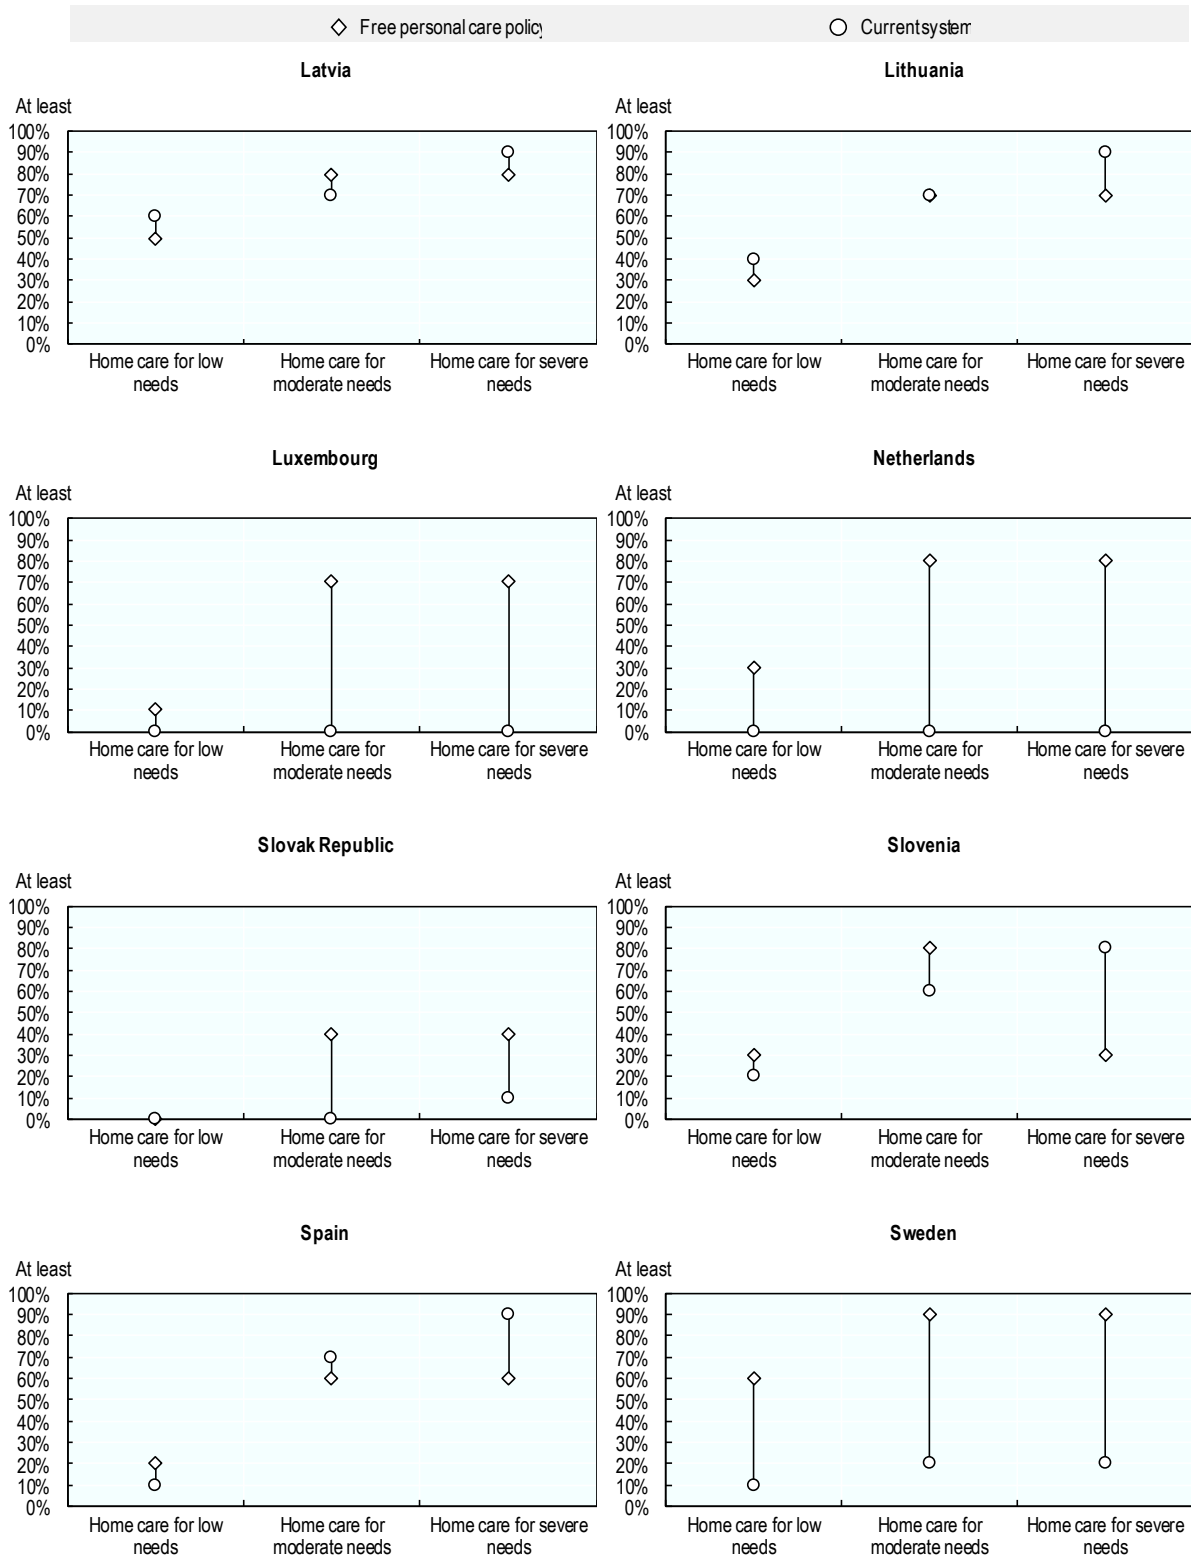 Free personal care policy
Current system
Latvia
At least
100%
90%
80%
70%
60%
50%
40%
30%
20%
10%
0%
Home care for low
needs
Home care for
moderate needs
Home care for severe
needs
Lithuania
At least
100%
90%
80%
70%
60%
50%
40%
30%
20%
10%
0%
Home care for low
needs
Home care for
moderate needs
Home care for severe
needs
Luxembourg
At least
100%
90%
80%
70%
60%
50%
40%
30%
20%
10%
0%
Home care for low
needs
Home care for
moderate needs
Home care for severe
needs
Netherlands
At least
100%
90%
80%
70%
60%
50%
40%
30%
20%
10%
0%
Home care for low
needs
Home care for
moderate needs
Home care for severe
needs
Slovak Republic
At least
100%
90%
80%
70%
60%
50%
40%
30%
20%
10%
0%
Home care for low
needs
Home care for
moderate needs
Home care for severe
needs
Slovenia
At least
100%
90%
80%
70%
60%
50%
40%
30%
20%
10%
0%
Home care for low
needs
Home care for
moderate needs
Home care for severe
needs
Spain
At least
100%
90%
80%
70%
60%
50%
40%
30%
20%
10%
0%
Home care for low
needs
Home care for
moderate needs
Home care for severe
needs
Sweden
At least
100%
90%
80%
70%
60%
50%
40%
30%
20%
10%
0%
Home care for low
needs
Home care for
moderate needs
Home care for severe
needs